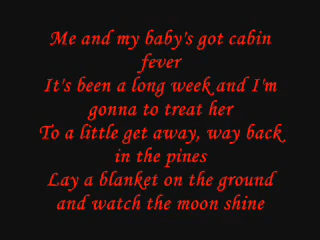 Me and my baby's got cabin
fever
It's been a long week and I'm
gonna to treat her
To a little get away, way back
in the pines
Lay a blanket on the ground
and watch the moon shine